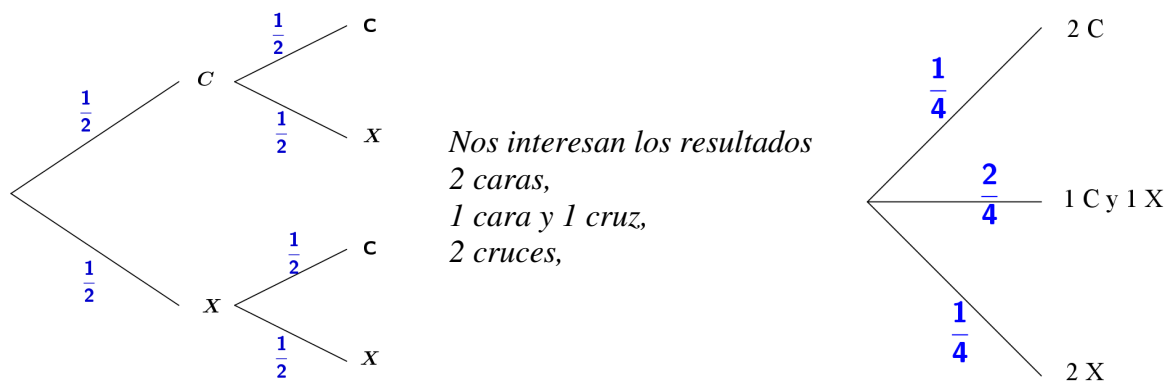 1/2
C
1/2
C
1/2
X
1/2
X
1/2
C
1/2
X
Nos interesan los resultados
2 caras,
1 cara y 1 cruz,
2 cruces,
1/4
2 C
2/4
1 C y 1 X
1/4
2 X